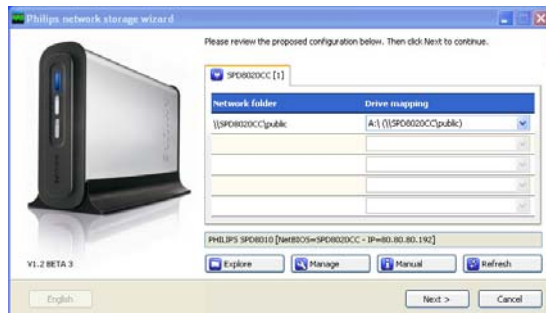 Philips network storage wizard
Please review the proposed configuration below. Then click Next to continue.
SPD8020CC [1]
Network folder Drive mapping
\\SPD8020CC\public A:\ (\\SPD8020CC\public)
PHILIPS SPD8010 [NetBIOS=SPD8020CC - IP=80.80.80.192]
V1.2 BETA 3 Explore Manage Manual Refresh
English Next > Cancel